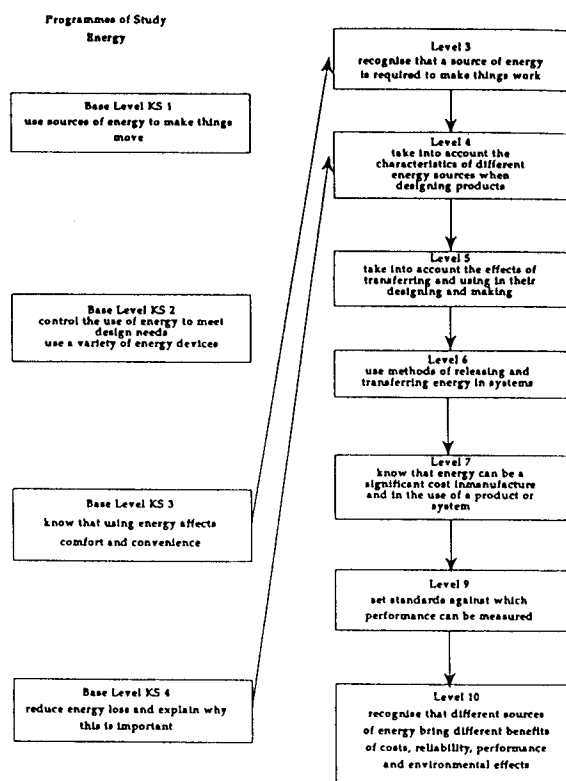 Programmes of Study
Energy
Base Level KS 1
use sources of energy to make things
move
Base Level KS 2
control the use of energy to meet
design needs
use a variety of energy devices
Base Level KS 3
know that using energy affects
comfort and convenience
Base Level KS 4
reduce energy loss and explain why
this is important
Level 3
recognise that a source of energy
is required to make things work
Level 4
take into account the
characteristics of different
energy sources when
designing products
Level 5
take into account the effects of
transferring and using in their
designing and making
Level 6
use methods of releasing and
transferring energy in systems
Level 7
know that energy can be a
significant cost inmanufacture
and in the use of a product or
system
Level 9
set standards against which
performance can be measured
Level 10
recognise that different sources
of energy bring different benefits
of costs, reliability, performance
and environmental effects